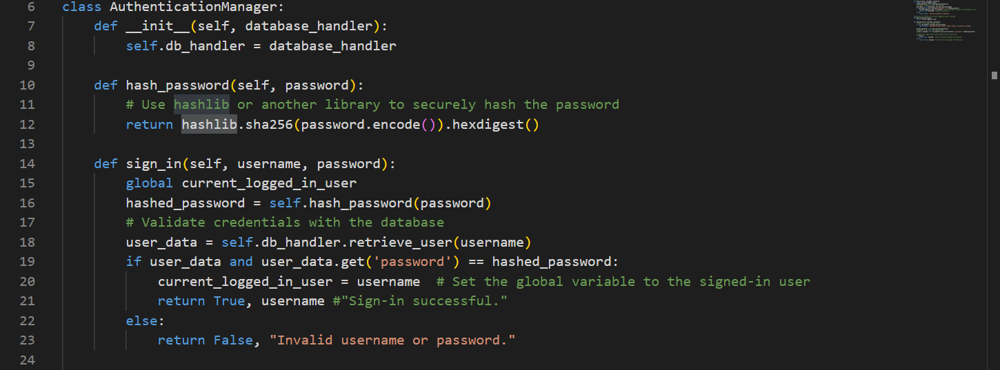 6 class AuthenticationManager:
7     def __init__(self, database_handler):
8         self.db_handler = database_handler
9
10     def hash_password(self, password):
11         # Use hashlib or another library to securely hash the password
12         return hashlib.sha256(password.encode()).hexdigest()
13
14     def sign_in(self, username, password):
15         global current_logged_in_user
16         hashed_password = self.hash_password(password)
17         # Validate credentials with the database
18         user_data = self.db_handler.retrieve_user(username)
19         if user_data and user_data.get('password') == hashed_password:
20             current_logged_in_user = username  # Set the global variable to the signed-in user
21             return True, username #"Sign-in successful."
22         else:
23             return False, "Invalid username or password."
24